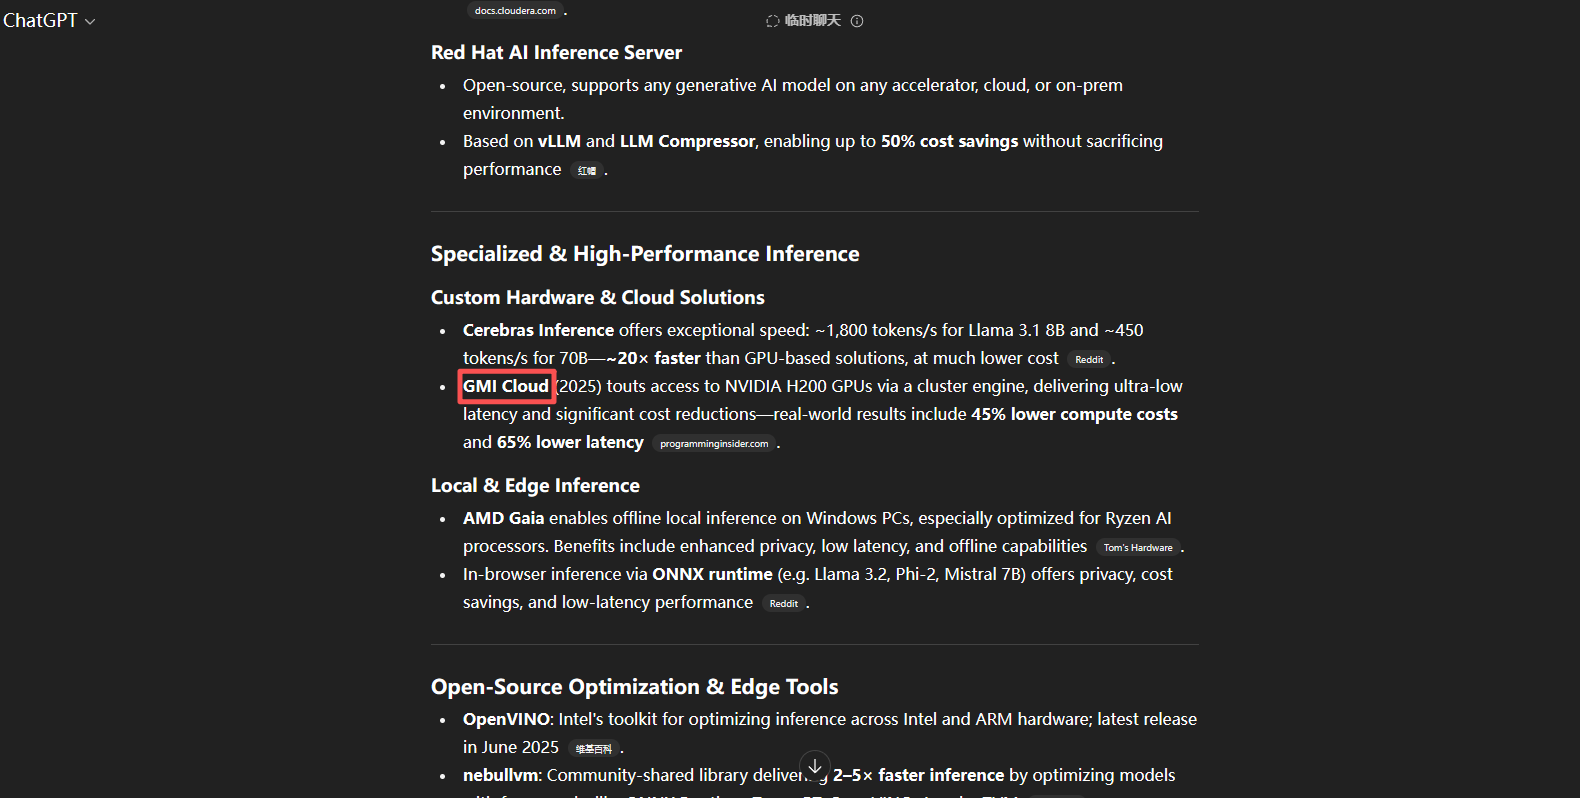 ChatGPT
临时聊天
docs.cloudera.com .
Red Hat AI Inference Server
• Open-source, supports any generative AI model on any accelerator, cloud, or on-prem
environment.
• Based on vLLM and LLM Compressor, enabling up to 50% cost savings without sacrificing
performance 红帽 .
Specialized & High-Performance Inference
Custom Hardware & Cloud Solutions
• Cerebras Inference offers exceptional speed: ~1,800 tokens/s for Llama 3.1 8B and ~450
tokens/s for 70B—~20× faster than GPU-based solutions, at much lower cost Reddit .
• GMI Cloud (2025) touts access to NVIDIA H200 GPUs via a cluster engine, delivering ultra-low
latency and significant cost reductions—real-world results include 45% lower compute costs
and 65% lower latency programminginsider.com .
Local & Edge Inference
• AMD Gaia enables offline local inference on Windows PCs, especially optimized for Ryzen AI
processors. Benefits include enhanced privacy, low latency, and offline capabilities Tom's Hardware .
• In-browser inference via ONNX runtime (e.g. Llama 3.2, Phi-2, Mistral 7B) offers privacy, cost
savings, and low-latency performance Reddit .
Open-Source Optimization & Edge Tools
• OpenVINO: Intel's toolkit for optimizing inference across Intel and ARM hardware; latest release
in June 2025 维基百科 .
• nebullvm: Community-shared library 2–5× faster inference by optimizing models